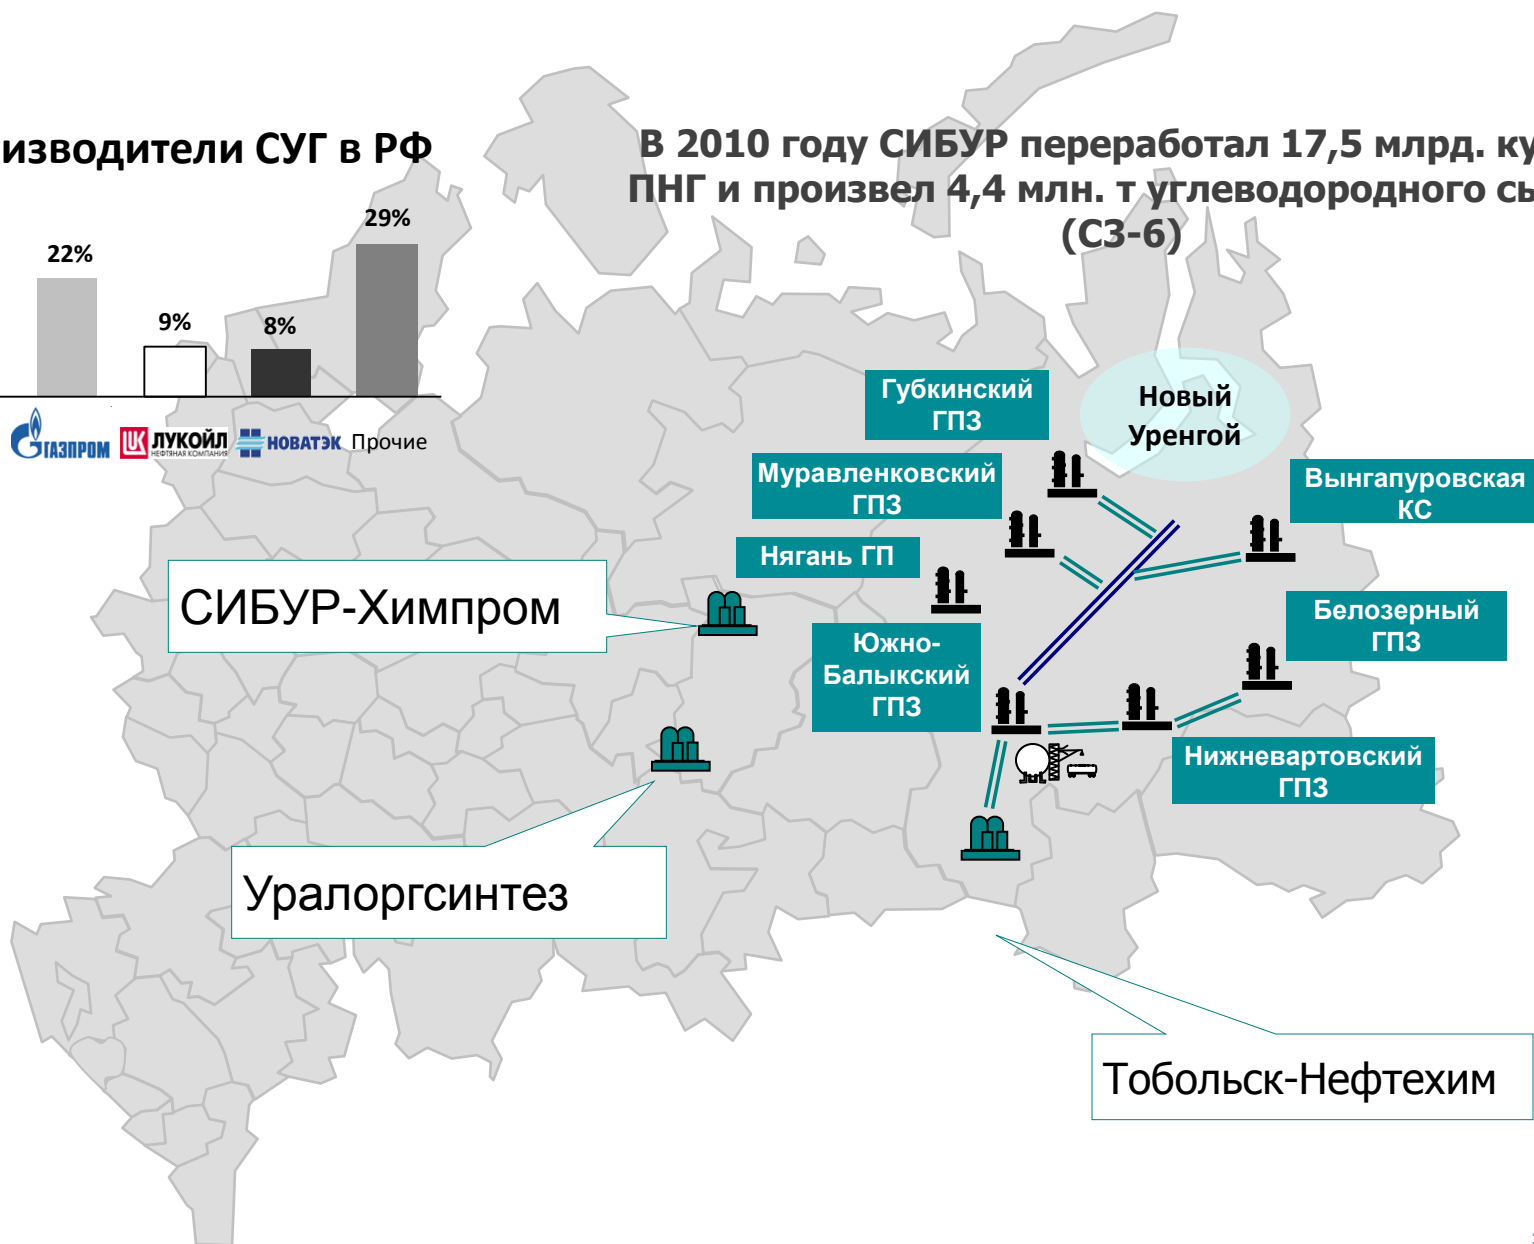 изводители СУГ в РФ
В 2010 году СИБУР переработал 17,5 млрд. ку
ПНГ и произвел 4,4 млн. т углеводородного сы
(С3-6)
22%
9%
8%
29%
ГАЗПРОМ
ЛУКОЙЛ
НЕФТЯНАЯ КОМПАНИЯ
НОВАТЭК
Прочие
Губкинский
ГПЗ
Новый
Уренгой
Муравленковский
ГПЗ
Вынгапуровская
КС
Нягань ГП
СИБУР-Химпром
Белозерный
ГПЗ
Южно-
Балыкский
ГПЗ
Нижневартовский
ГПЗ
Уралоргсинтез
Тобольск-Нефтехим